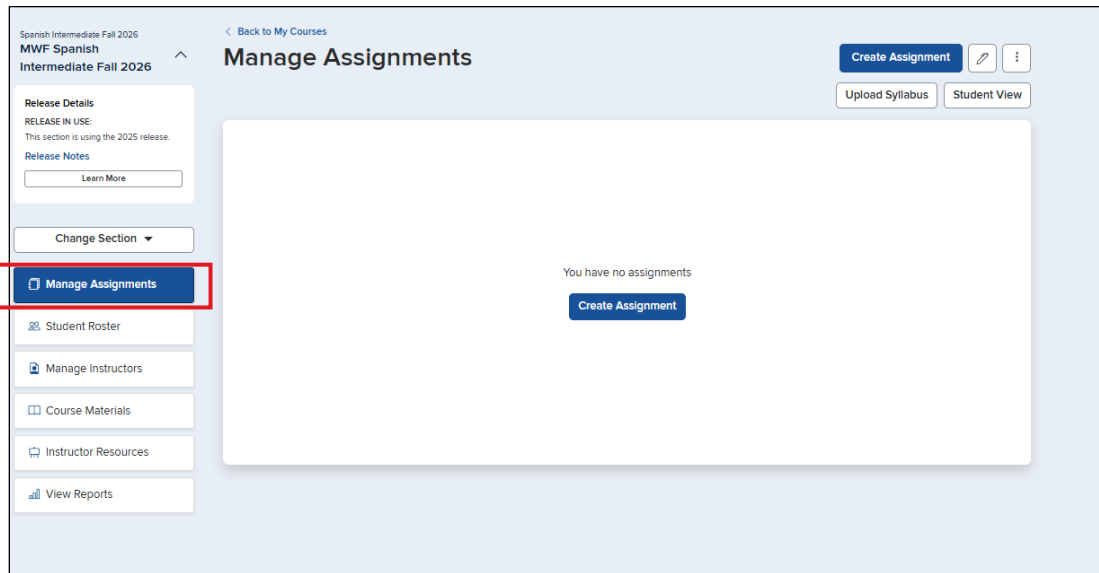 Spanish Intermediate Fall 2026
MWF Spanish
Intermediate Fall 2026
Release Details
RELEASE IN USE:
This section is using the 2025 release.
Release Notes
Learn More
Change Section
Manage Assignments
Student Roster
Manage Instructors
Course Materials
Instructor Resources
View Reports
Back to My Courses
Manage Assignments
Create Assignment
Upload Syllabus
Student View
You have no assignments
Create Assignment